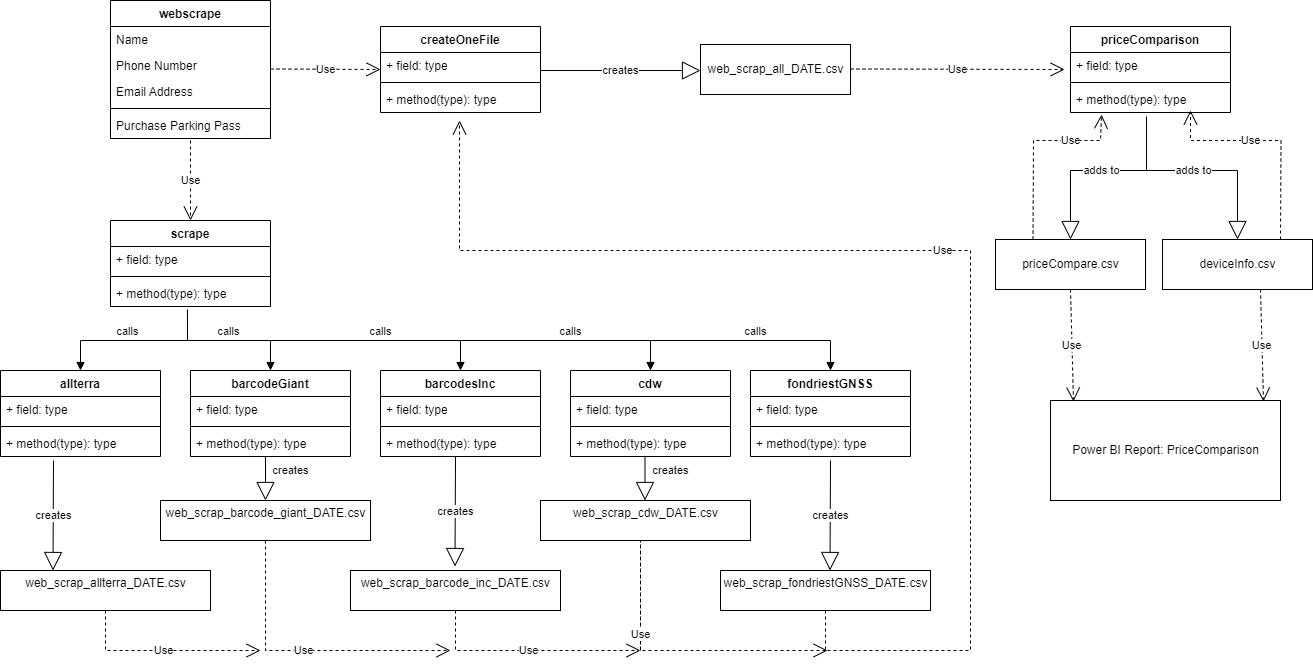 webscrape
Name
Phone Number
Email Address
Purchase Parking Pass
Use
createOneFile
+ field: type
+ method(type): type
creates
web_scrap_all_DATE.csv
Use
priceComparison
+ field: type
+ method(type): type
Use
Use
adds to
adds to
Use
scrape
+ field: type
+ method(type): type
Use
priceCompare.csv
deviceInfo.csv
calls
calls
calls
calls
calls
Use
Use
allterra
+ field: type
+ method(type): type
barcodeGiant
+ field: type
+ method(type): type
barcodesInc
+ field: type
+ method(type): type
cdw
+ field: type
+ method(type): type
fondriestGNSS
+ field: type
+ method(type): type
Power BI Report: PriceComparison
creates
creates
creates
creates
creates
web_scrap_barcode_giant_DATE.csv
web_scrap_cdw_DATE.csv
web_scrap_allterra_DATE.csv
web_scrap_barcode_inc_DATE.csv
web_scrap_fondriestGNSS_DATE.csv
Use
Use
Use
Use